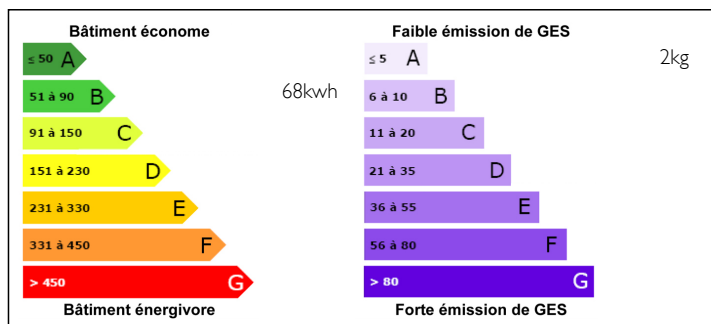 Bâtiment économe
≤ 50 A
51 à 90 B
68kwh
91 à 150 C
151 à 230 D
231 à 330 E
331 à 450 F
> 450 G
Bâtiment énergivore
Faible émission de GES
≤ 5 A
2kg
6 à 10 B
11 à 20 C
21 à 35 D
36 à 55 E
56 à 80 F
> 80 G
Forte émission de GES